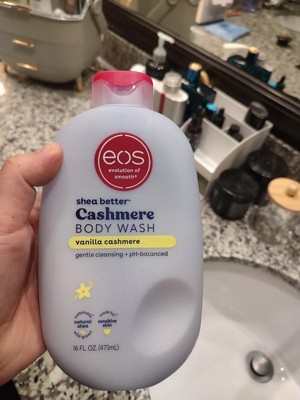 eos
evolution of
smooth®
shea better™
Cashmere
BODY WASH
vanilla cashmere
gentle cleansing + pH-balanced
natural
shea
sensitive
skin
16 FL. OZ. (473mL)